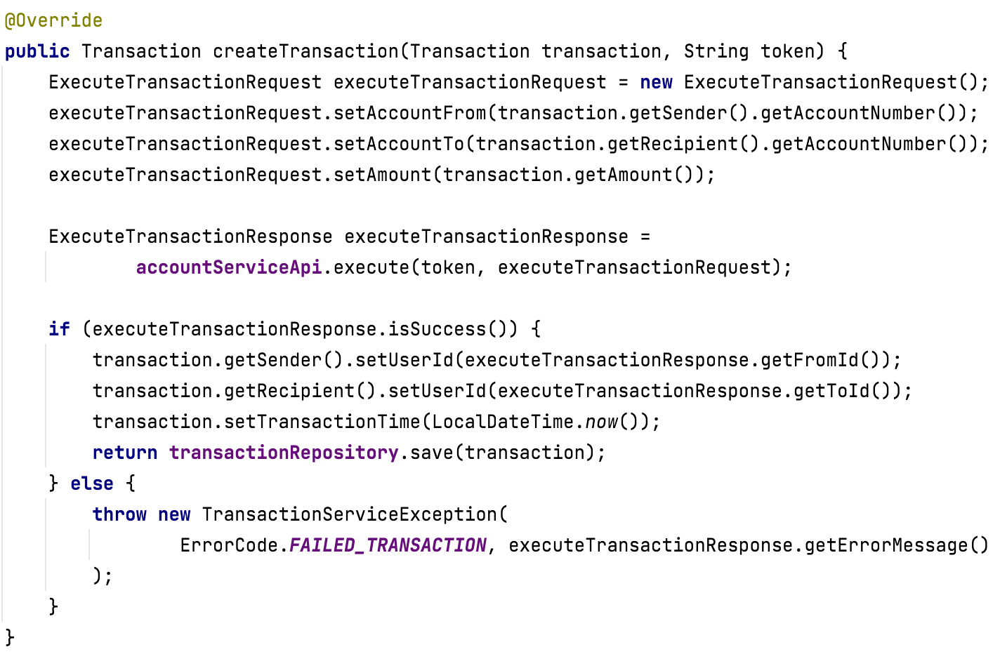 @Override
public Transaction createTransaction(Transaction transaction, String token) {
    ExecuteTransactionRequest executeTransactionRequest = new ExecuteTransactionRequest();
    executeTransactionRequest.setAccountFrom(transaction.getSender().getAccountNumber());
    executeTransactionRequest.setAccountTo(transaction.getRecipient().getAccountNumber());
    executeTransactionRequest.setAmount(transaction.getAmount());

    ExecuteTransactionResponse executeTransactionResponse =
            accountServiceApi.execute(token, executeTransactionRequest);

    if (executeTransactionResponse.isSuccess()) {
        transaction.getSender().setUserId(executeTransactionResponse.getFromId());
        transaction.getRecipient().setUserId(executeTransactionResponse.getToId());
        transaction.setTransactionTime(LocalDateTime.now());
        return transactionRepository.save(transaction);
    } else {
        throw new TransactionServiceException(
                ErrorCode.FAILED_TRANSACTION, executeTransactionResponse.getErrorMessage()
        );
    }
}